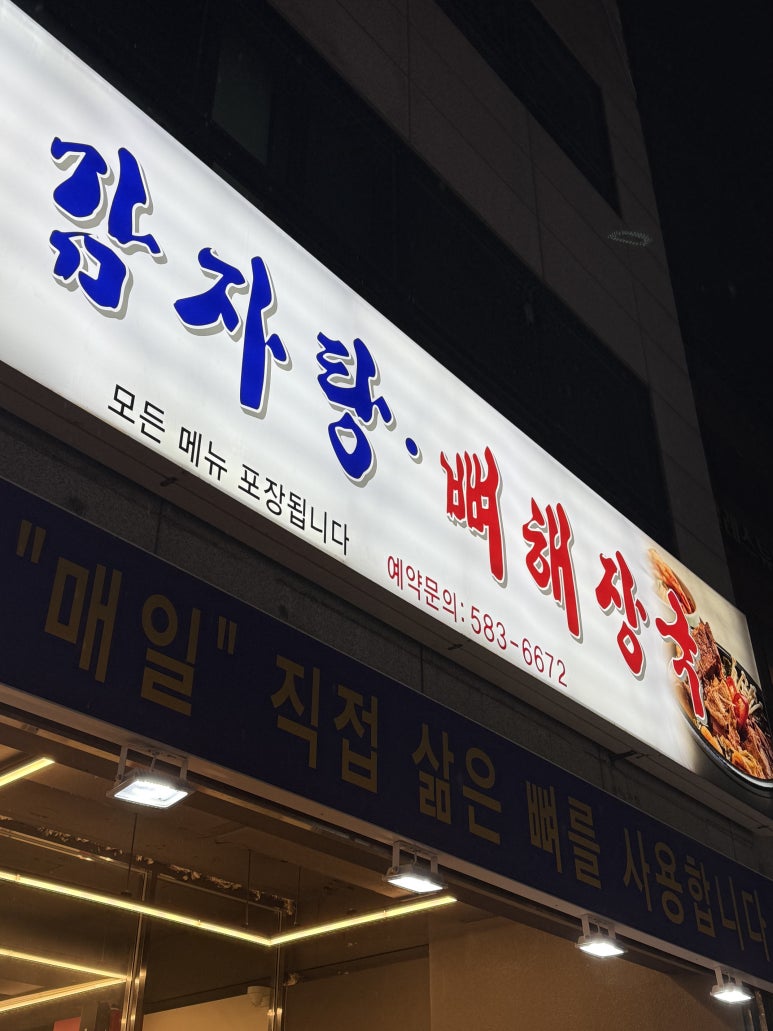 감자탕·뼈해장국
모든 메뉴 포장됩니다
예약문의: 583-6672
"매일" 직접 삶은 뼈를 사용합니다